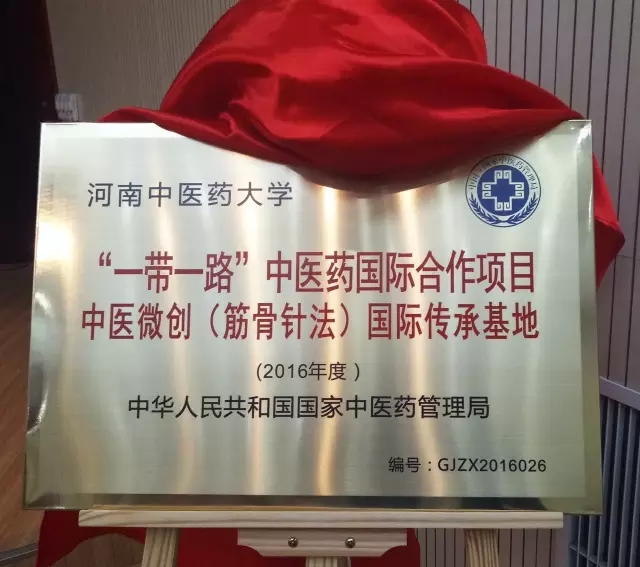 河南中医药大学
“一带一路”中医药国际合作项目
中医微创（筋骨针法）国际传承基地
（2016年度）
中华人民共和国国家中医药管理局
编号：GJZX2016026